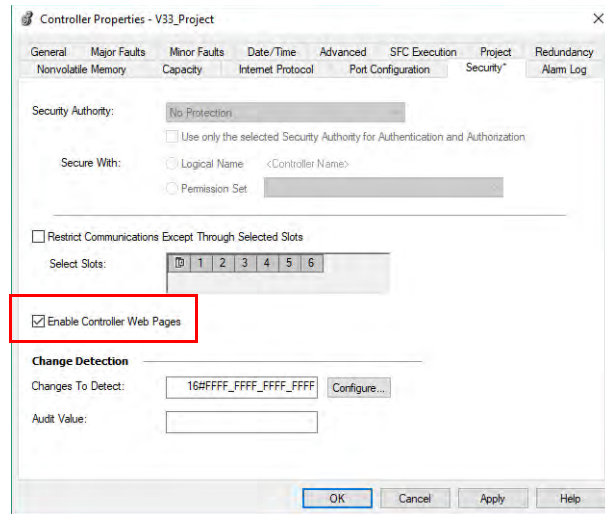 Controller Properties - V33_Project
General Major Faults Minor Faults Date/Time Advanced SFC Execution Project Redundancy
Nonvolatile Memory Capacity Internet Protocol Port Configuration Security* Alarm Log
Security Authority: No Protection
Use only the selected Security Authority for Authentication and Authorization
Secure With: Logical Name <Controller Name>
Permission Set
Restrict Communications Except Through Selected Slots
Select Slots: 0 1 2 3 4 5 6
Enable Controller Web Pages
Change Detection
Changes To Detect: 16#FFFF_FFFF_FFFF_FFFF Configure...
Audit Value:
OK Cancel Apply Help